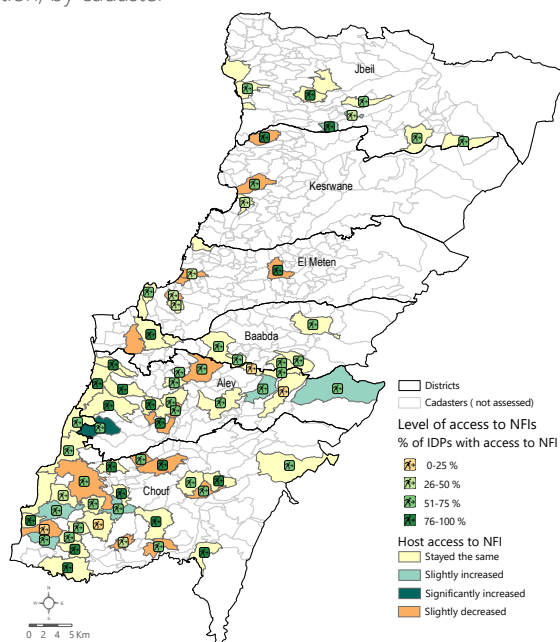 tion, by cadaster
Jbeil
Kesrwane
El Meten
Baabda
Aley
Chouf
Districts
Cadasters ( not assessed)
Level of access to NFIs
% of IDPs with access to NFI
0-25 %
26-50 %
51-75 %
76-100 %
Host access to NFI
Stayed the same
Slightly increased
Significantly increased
Slightly decreased
N
W
E
S
0 2 4 5 Km